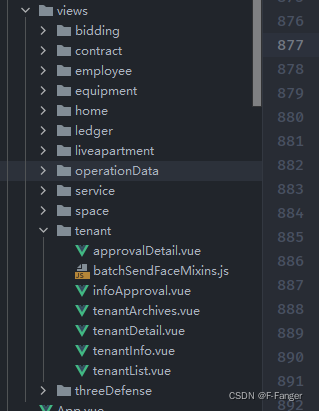 views
bidding
contract
employee
equipment
home
ledger
liveapartment
operationData
service
space
tenant
approvalDetail.vue
JS batchSendFaceMixins.js
infoApproval.vue
tenantArchives.vue
tenantDetail.vue
tenantInfo.vue
tenantList.vue
threeDefense
App.vue
876
877
878
879
880
881
882
883
884
885
886
887
888
889
890
891
892
CSDN @F-Fanger